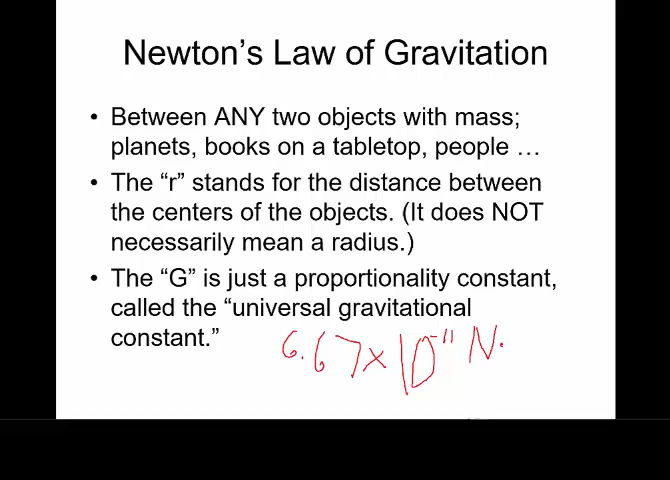 Newton's Law of Gravitation
• Between ANY two objects with mass;
planets, books on a tabletop, people …
• The “r” stands for the distance between
the centers of the objects. (It does NOT
necessarily mean a radius.)
• The “G” is just a proportionality constant,
called the “universal gravitational
constant.”
6.67×10⁻¹¹ N·